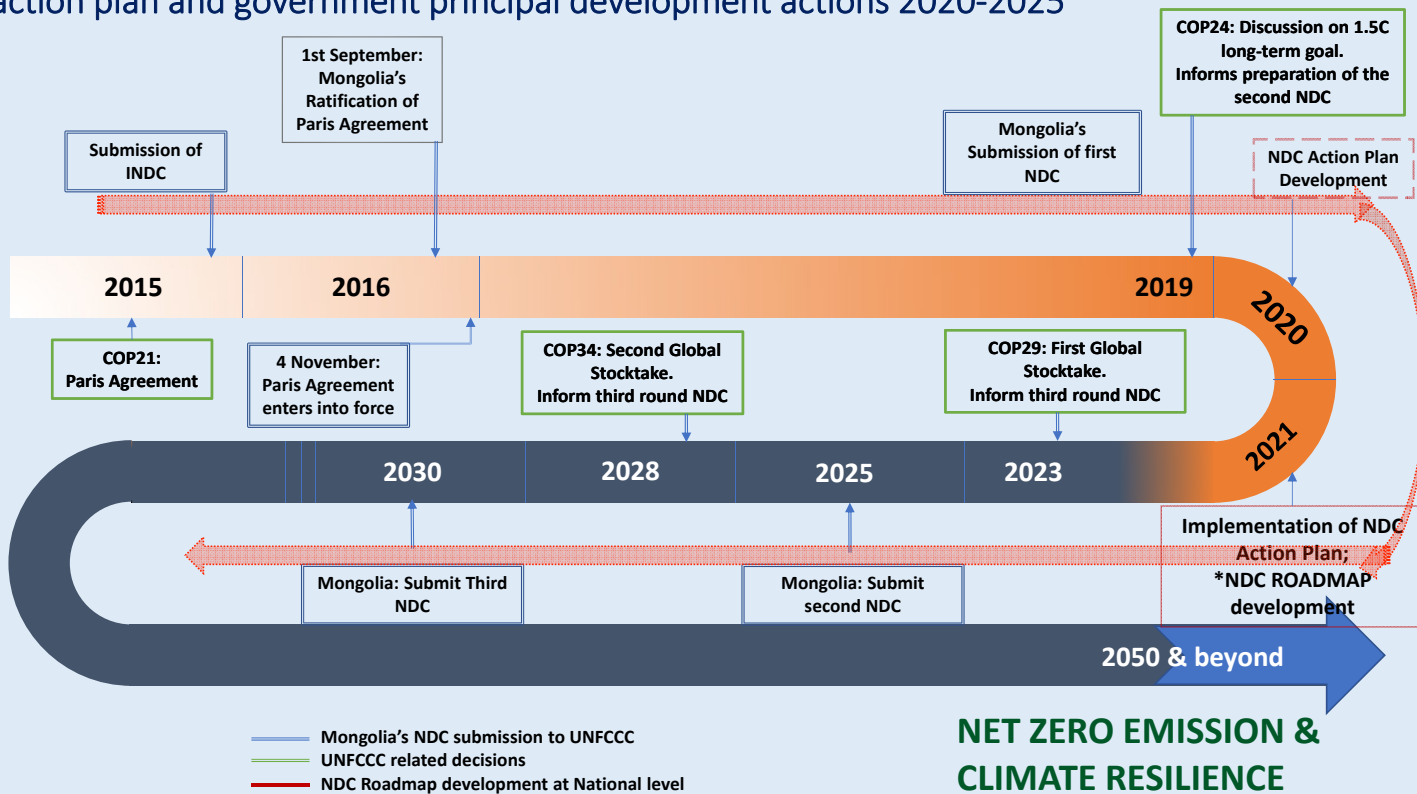 action plan and government principal development actions 2020-2025
COP24: Discussion on 1.5C
long-term goal.
Informs preparation of the
second NDC
1st September:
Mongolia's
Ratification of
Paris Agreement
Submission of
INDC
Mongolia's
Submission of first
NDC
NDC Action Plan
Development
2015
2016
2019
2020
COP21:
Paris Agreement
4 November:
Paris Agreement
enters into force
COP34: Second Global
Stocktake.
Inform third round NDC
COP29: First Global
Stocktake.
Inform third round NDC
2021
2030
2028
2025
2023
Mongolia: Submit Third
NDC
Mongolia: Submit
second NDC
Implementation of NDC
Action Plan;
*NDC ROADMAP
development
2050 & beyond
NET ZERO EMISSION &
CLIMATE RESILIENCE
Mongolia's NDC submission to UNFCCC
UNFCCC related decisions
NDC Roadmap development at National level